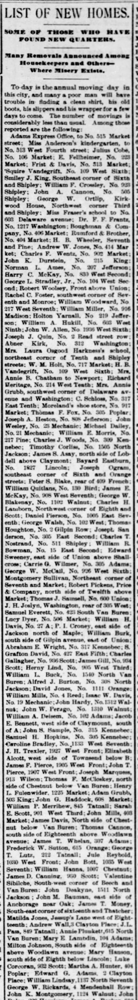 LIST OF NEW HOMES.
SOME OF THOSE WHO HAVE
FOUND NEW QUARTERS.
Many Removals Announced Among
Housekeepers and Others—
Where Misery Exists.
To-day is the annual moving day in
this city, and many a poor man will have
trouble in finding a clean shirt, his old
boots, his slippers and his wrapper for a few
days to come. The number of movings is
considerably less than usual. Among those
reported are the following:
Adams Express Office, to No. 515 Market
street; Miss Anderson's kindergarten, to
No. 513 West Fourth street; Julius Cobe,
No. 106 Market; E. Fellheimer, No. 223
Market; Frist & Davis, No. 313 Market;
'Squire Vandegrift, No. 109 West Sixth;
Smiley J. King, Southeast corner of Sixth
and Shipley; William F. Crossley, No. 923
Shipley; John A. Cannon, No. 505
Shipley; George W. Ortlip, Kirk-
wood House, Northwest corner Third
and Shipley; Miss Fraser's school to No.
603 Delaware avenue; Dr. F. F. Frantz,
No. 1217 Washington; Boughman & Com-
pany, No. 406 Market; Rumford & Brother,
No. 404 Market; H. B. Wheeler, Seventh
and Pine; Andrew W. Jones, No. 414 Mar
ket; Charles F. Wentz, No. 902 Market;
John K. Durstein, No. 215 King;
Norman L. Ames, No. 207 Jefferson;
Harry C. McKay, No. 830 West Second;
George L. Stradley, Jr., No. 104 West Sec-
ond; Robert Woolsey, Front above Union;
Rachel C. Foster, southwest corner of Sev-
enth and Monroe; William Woodward, No
217 West Seventh; William Miller, No. 916
Madison; Holton Yarnall, No 219 Jeffer-
son; William A. Hukill, No. 603 West
Ninth; John W. Allen, No 1936 West Sixth;
Joseph J. Quin, No. 2 Read street row;
Abner Kirk, No. 312 Washington;
Mrs. Laura Osgood Harkness's school,
northeast corner of Tenth and Shipley
streets; W. M. Holt, No. 717 Market; H. B.
Vandegrift, No. 109 West Sixth; Mrs.
Annie B. Chatham to Newport; Richard
Heritage, No. 214 West Tenth; Mrs. Annie
Grubb, southwest corner of Delaware av-
enue and Washington; C. Schloss, No. 317
East Tenth; Moreland's shoe store, No. 917
Market; Thomas F. Fox, No. 305 Poplar;
Joseph A. Heston, No. 808 Jefferson; John
Wesley, No. 23 Mechanic; Michael Dailey,
No. 21 Mechanic; William E. Morris, No.
217 Pine; Charles J. Woods, No. 309 Ken-
nebec; Timothy Corliss, No. 1505 North
Jackson; James S. Asay, north side of Lob-
dell above Claymont; Bayard Eastburn,
No. 1827 Lincoln; Joseph Ogram,
southeast corner of Sixth and Orange
streets; Peter S. Blake, rear of 409 French;
William Quitlans, No. 130 Bird; James E.
McKay, No. 908 West Seventh; George W.
Blakenay, No. 1102 Walnut; Charles H.
Lamborn, Northwest corner of Eighth and
Scott; Daniel Pierson, No. 1005 East Sev-
enth; George Walsh, No. 102 West; Thomas
Houghton, No. 2 Gilpin Row; Joseph San
derson, No. 305 East Second; Charles T.
Nostrand, No. 511 Shipley; William R.
Bowman, No. 15 East Second; Edward
Sweeney, east side of Union above Shall-
cross; Carrie G. Wilmer, No. 305 Adams;
George W. McCall, No. 926 West Sixth;
Montgomery Sullivan, Northeast corner of
Seventh and Market; Robert Pickens, Price
& Company, north side of Twelfth above
Market; Thomas J. Samsell, No. 600 Union;
J. H. Joslyn, Washington, rear of 305 West;
Samuel Everett, No. 423 South Van Buren;
Lucy Dyer, No. 506 Market; William H.
Davis, No. 27 A; P. I. Croney, east side of
Jackson north of Maple; William Burk,
south side of Gilpin avenue, east of Union;
Abraham E. Wright, No. 317 Kennebec; S.
Grafton David, No. 427 East Fifth; Charles
Gallagher, No. 936 Scott; James Gill, No. 934
Scott; Herny Lind, No. 905 West Third;
William L. Buck, No. 1540 North Van
Buren; Alfred J. Burton, No. 308 North
Jackson; David Jones, No. 1111 Orange;
William Mills, No. 4 Reed; Isaac W. Davis,
No. 19 Mechanic; John Hardy, No. 1312 Wal-
nut; John W. Perago, No. 1310 Walnut;
William A. Deisem, No. 102 Adams; Jacob
E. Bennett, west side of Claymount, south
of A; John S. Sample, No. 315 Kennebec;
Samuel H. Hopkins, No. 305 Kennebec;
Caroline Bradley, No. 1133 West Seventh;
J. H. Trexler, 1927 West Front; Elizabeth
Alcott, west side of Townsend below B;
James F. Pierce, 1905 West Front; John T.
Pierce, 1907 West Front; Joseph Marquess,
913 Wilson; Thomas F. McCloskey, north
side of Chestnut below Van Buren; Henry
L. Fulenwider, 1225 Market; Adam Grubb,
503 King; John G. Haddock, 608 Market;
William P. Merrihew, 845 Tatnall; Sarah
E. Scott, 901 West Third; John Mills, 403
Market; James Davis, North side of Chest-
nut below Van Buren; Thomas Cannon,
south side of Eighteenth above Woodlawn
avenue; James T. Whelan, 307 Adams;
Frederick W. Sutton, 615 Orange; George
T. Lutz, 212 Tatnall; Jule Reybold,
1030 West Front; John Bott, 1035 West
Seventh; William Hanna, 1007 Chestnut;
James D. Canning, 930 Scott; Valentine
Sibilche, South-west corner of Beech and
Van Buren; John Deakyne, 1511 North
Jackson; John M. Bauman, east side of
Anchorage near Oak; James T. Money,
South-east corner of sixteenth and Thatcher;
Matilda Jones, Jessup's Lane west of Eight-
teenth; Andrew Wall, 3 Clayton Place; J. L.
Pass, 849 Tatnall; Annie Plunkett, 615 North
Van Buren; Mary E. Lambdin, 104 Adams;
Milton Johnson, South side of Eighteenth
above Woodlawn avenue; Mary Hanson,
south side of Eighth below Lincoln; Luke
Corcoran, 932 Scott; Martha A. Hunter, 404
Poplar; Edward G. Adams, 2 Clayton
Place; William Lindsay, 1137 North Seventh
George W. Rickards, 4 Mendenhall Row;
John K. Montgomery, 1124 Walnut; John